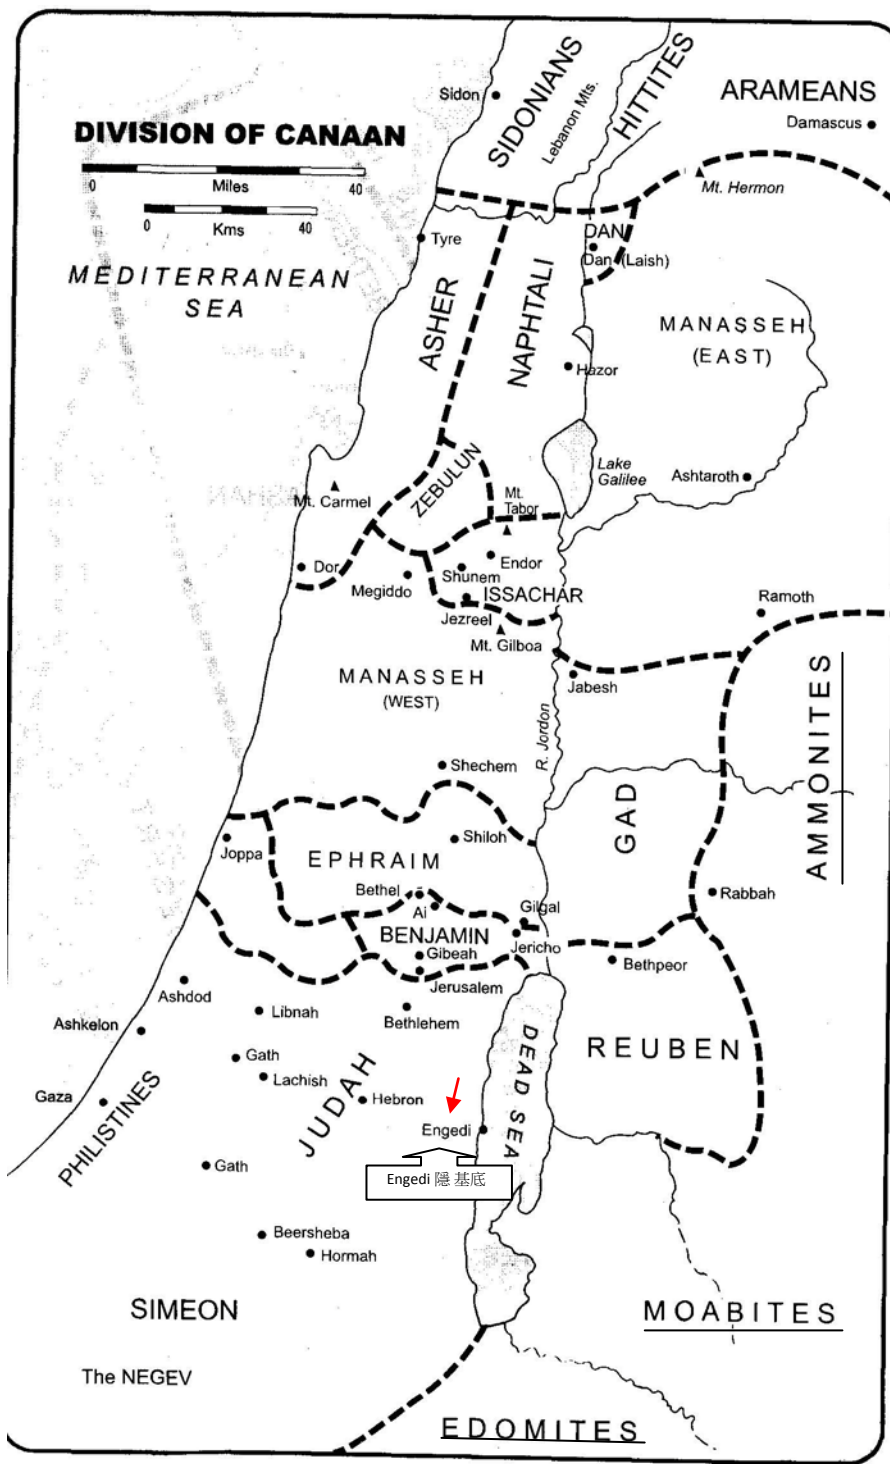 SIDONIANS
HITTITES
Lebanon Mts.
ARAMEANS
Sidon
Damascus
DIVISION OF CANAAN
0 Miles 40
0 Kms 40
Mt. Hermon
DAN
Dan (Laish)
Tyre
MEDITERRANEAN
SEA
ASHER
NAPHTALI
MANASSEH
(EAST)
Hazor
Lake
Galilee
Ashtaroth
ZEBULUN
Mt. Carmel
Mt.
Tabor
Dor
Megiddo
Shunem
Endor
ISSACHAR
Jezreel
Mt. Gilboa
Ramoth
MANASSEH
(WEST)
Jabesh
R. Jordon
AMMONITES
Shechem
GAD
Joppa
EPHRAIM
Shiloh
Bethel
Ai
Gilgal
Rabbah
BENJAMIN
Jericho
Gibeah
Bethpeor
Jerusalem
Ashdod
Libnah
Bethlehem
Ashkelon
REUBEN
DEAD SEA
Gath
Lachish
JUDAH
Hebron
Gaza
PHILISTINES
Engedi
Engedi 隱 基底
Gath
Beersheba
Hormah
SIMEON
MOABITES
The NEGEV
EDOMITES